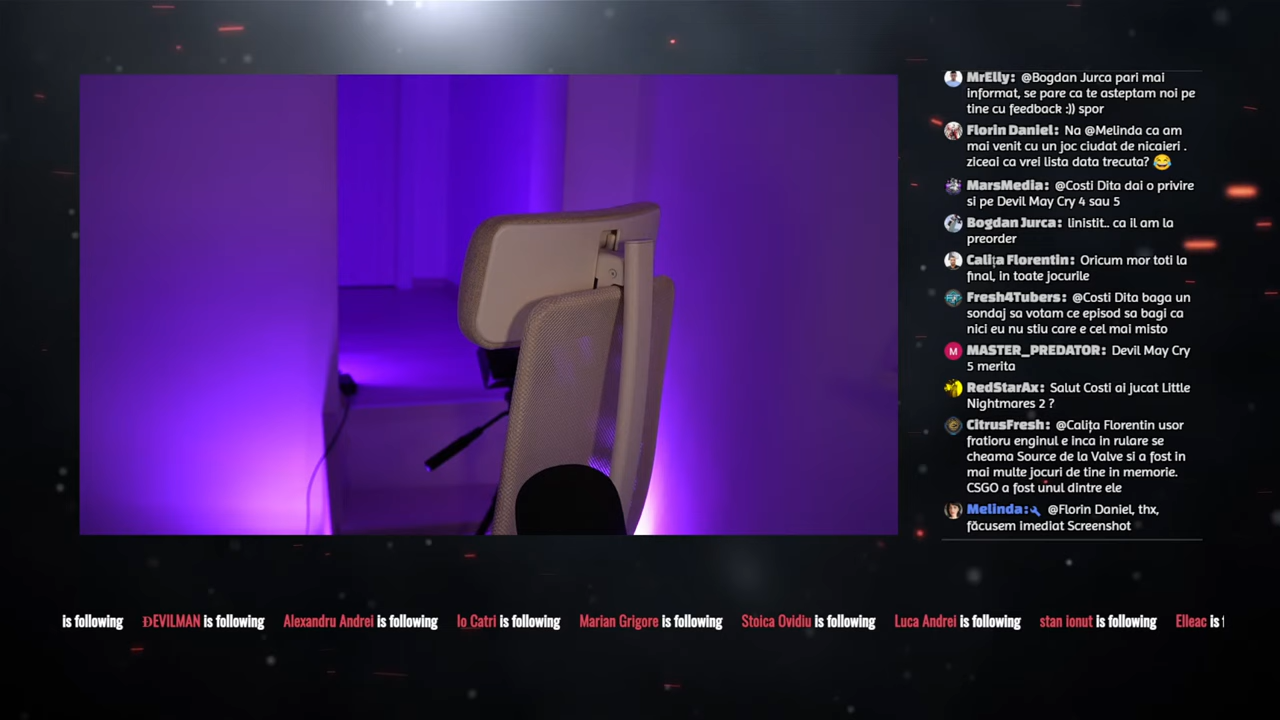 MrElly: @Bogdan Jurca pari mai
informat, se pare ca te asteptam noi pe
tine cu feedback :)) spor
Florin Daniel: Na @Melinda ca am
mai venit cu un joc ciudat de nicaieri .
ziceai ca vrei lista data trecuta? 😂
MarsMedia: @Costi Dita dai o privire
si pe Devil May Cry 4 sau 5
Bogdan Jurca: linistit.. ca il am la
preorder
Calița Florentin: Oricum mor toti la
final, in toate jocurile
Fresh4Tubers: @Costi Dita baga un
sondaj sa votam ce episod sa bagi ca
nici eu nu stiu care e cel mai misto
M MASTER_PREDATOR: Devil May Cry
5 merita
RedStarAx: Salut Costi ai jucat Little
Nightmares 2 ?
CitrusFresh: @Calița Florentin usor
fratioru enginul e inca in rulare se
cheama Source de la Valve si a fost in
mai multe jocuri de tine in memorie.
CSGO a fost unul dintre ele
Melinda: @Florin Daniel, thx,
făcusem imediat Screenshot
is following ĐEVILMAN is following Alexandru Andrei is following Io Catri is following Marian Grigore is following Stoica Ovidiu is following Luca Andrei is following stan ionut is following Elleac is